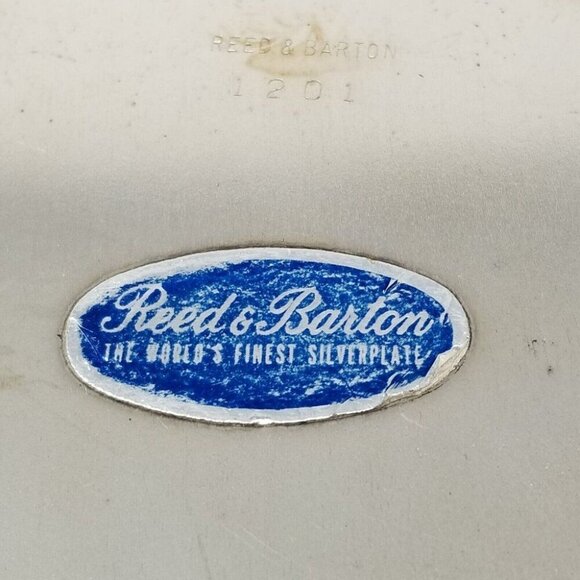 REED & BARTON
1201
Reed & Barton
THE WORLD'S FINEST SILVERPLATE